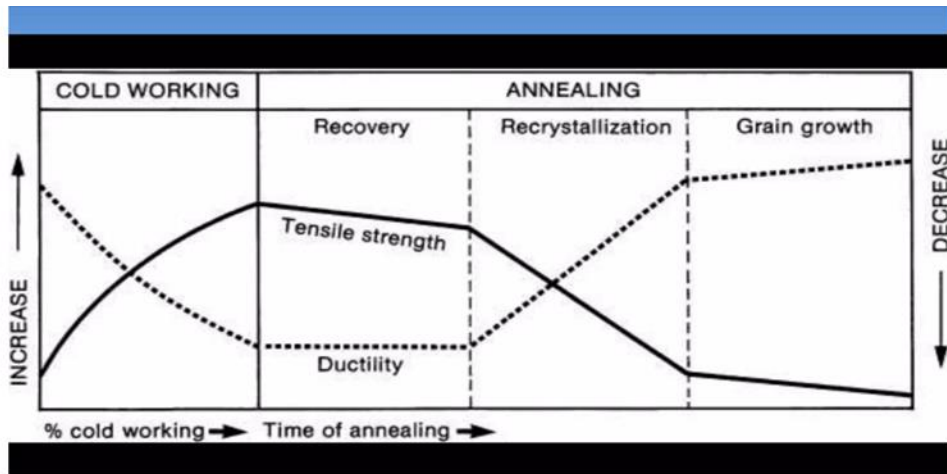 COLD WORKING
ANNEALING
Recovery
Recrystallization
Grain growth
INCREASE
Tensile strength
Ductility
DECREASE
% cold working
Time of annealing